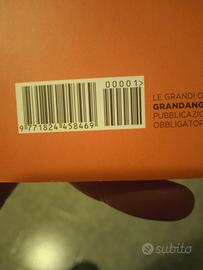 00001>
9 771824 458469
LE GRANDI O
GRANDANG
PUBBLICAZIO
OBBLIGATOR
subito